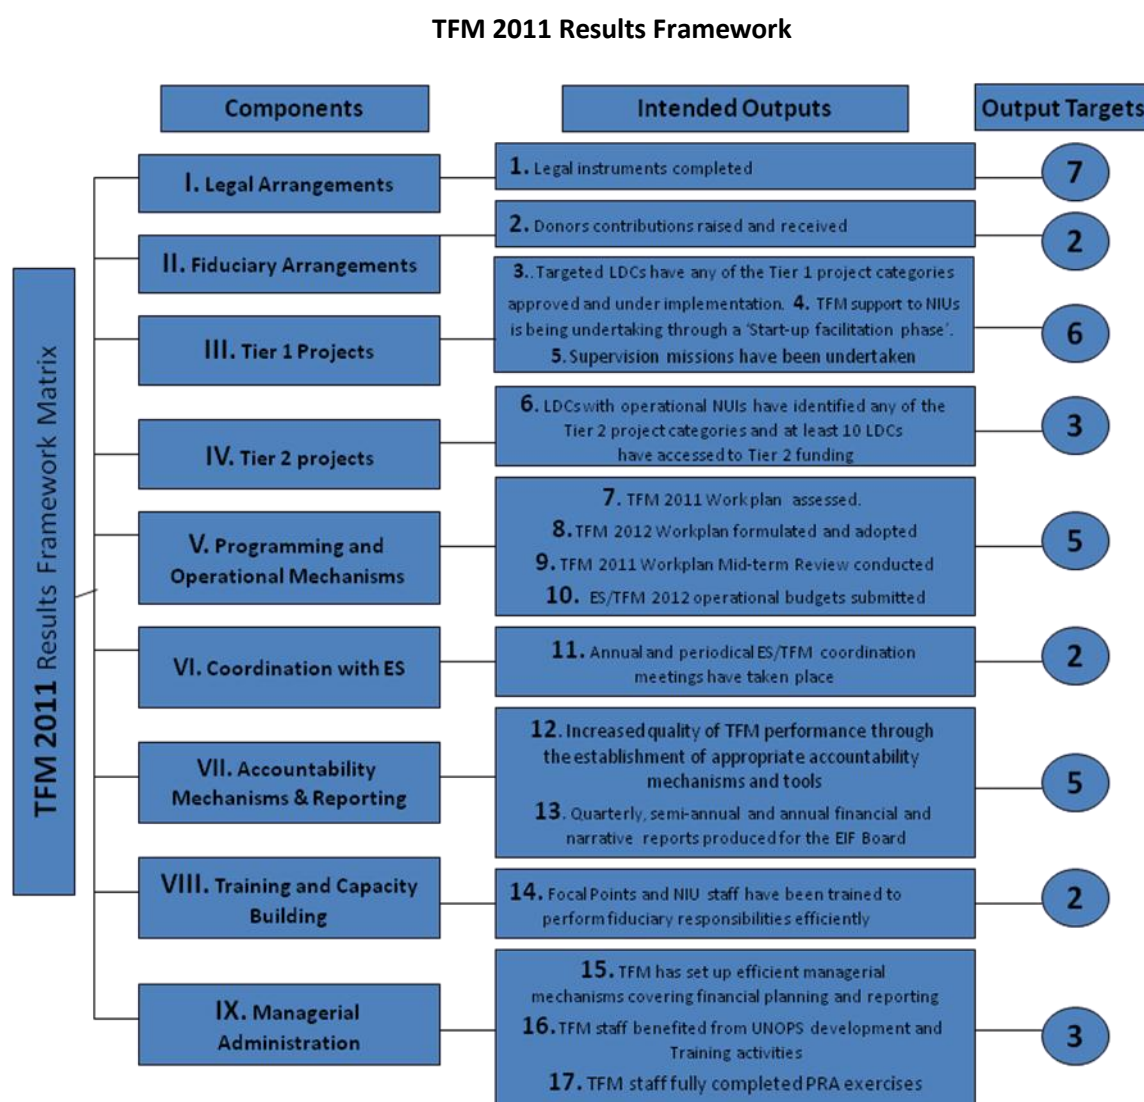 TFM 2011 Results Framework
Components
Intended Outputs
Output Targets
TFM 2011 Results Framework Matrix
I. Legal Arrangements
1. Legal instruments completed
7
II. Fiduciary Arrangements
2. Donors contributions raised and received
2
III. Tier 1 Projects
3.. Targeted LDCs have any of the Tier 1 project categories
approved and under implementation. 4. TFM support to NIUs
is being undertaking through a 'Start-up facilitation phase'.
5. Supervision missions have been undertaken
6
IV. Tier 2 projects
6. LDCs with operational NUIs have identified any of the
Tier 2 project categories and at least 10 LDCs
have accessed to Tier 2 funding
3
V. Programming and
Operational Mechanisms
7. TFM 2011 Workplan assessed.
8. TFM 2012 Workplan formulated and adopted
9. TFM 2011 Workplan Mid-term Review conducted
10. ES/TFM 2012 operational budgets submitted
5
VI. Coordination with ES
11. Annual and periodical ES/TFM coordination
meetings have taken place
2
VII. Accountability
Mechanisms & Reporting
12. Increased quality of TFM performance through
the establishment of appropriate accountability
mechanisms and tools
13. Quarterly, semi-annual and annual financial and
narrative reports produced for the EIF Board
5
VIII. Training and Capacity
Building
14. Focal Points and NIU staff have been trained to
perform fiduciary responsibilities efficiently
2
IX. Managerial
Administration
15. TFM has set up efficient managerial
mechanisms covering financial planning and reporting
16. TFM staff benefited from UNOPS development and
Training activities
17. TFM staff fully completed PRA exercises
3